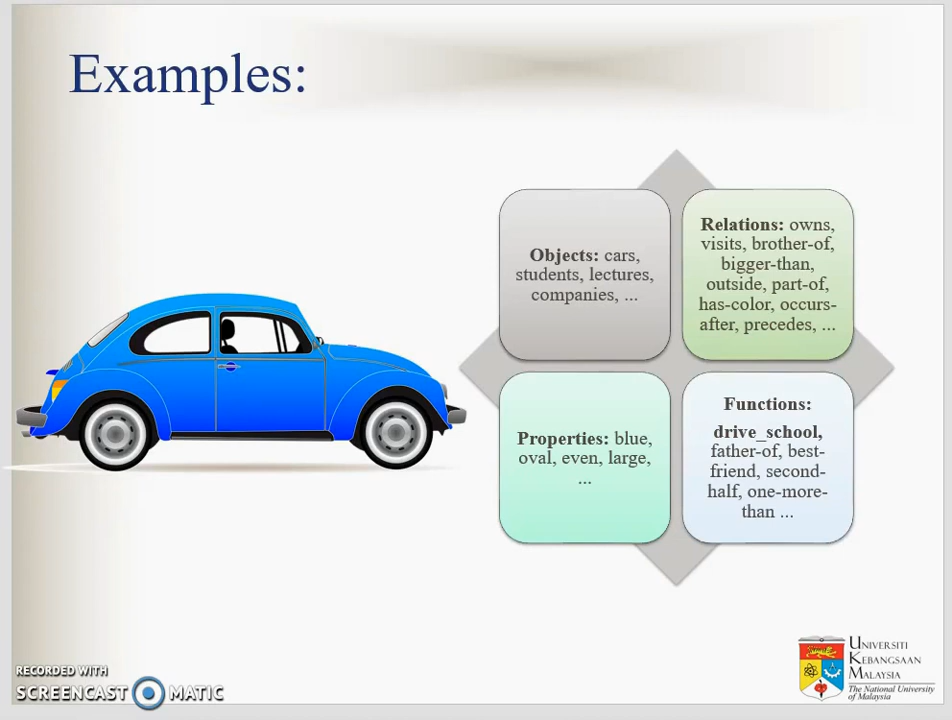 Examples:
Objects: cars,
students, lectures,
companies, ...
Relations: owns,
visits, brother-of,
bigger-than,
outside, part-of,
has-color, occurs-
after, precedes, ...
Properties: blue,
oval, even, large,
...
Functions:
drive_school,
father-of, best-
friend, second-
half, one-more-
than ...
RECORDED WITH
SCREENCAST MATIC
UNIVERSITI
KEBANGSAAN
MALAYSIA
The National University
of Malaysia